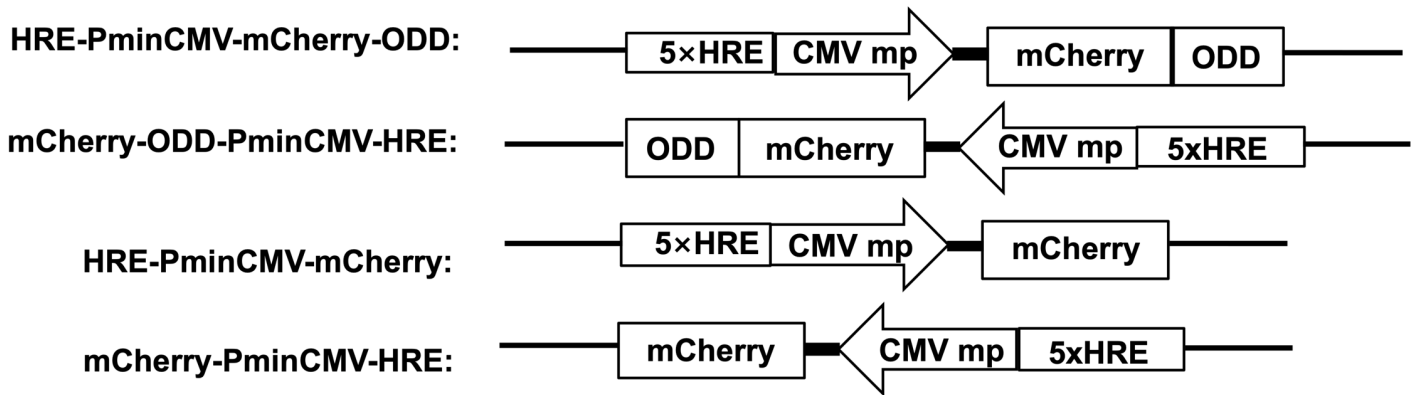 HRE-PminCMV-mCherry-ODD: 5×HRE CMV mp mCherry ODD
mCherry-ODD-PminCMV-HRE: ODD mCherry CMV mp 5xHRE
HRE-PminCMV-mCherry: 5×HRE CMV mp mCherry
mCherry-PminCMV-HRE: mCherry CMV mp 5xHRE